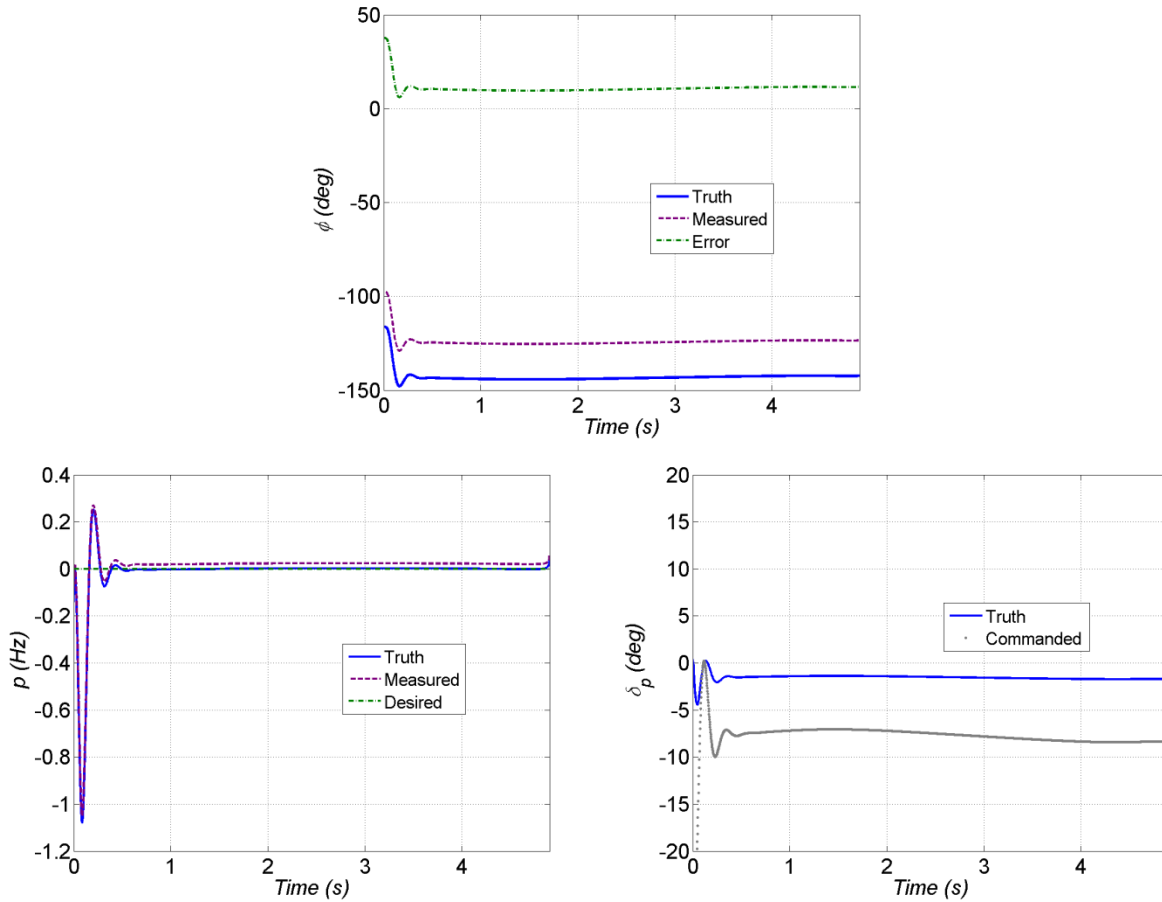 50
0
-50
-100
-150
ϕ (deg)
Truth
Measured
Error
0 1 2 3 4
Time (s)
0.4
0.2
0
-0.2
-0.4
-0.6
-0.8
-1
-1.2
p (Hz)
Truth
Measured
Desired
0 1 2 3 4
Time (s)
20
15
10
5
0
-5
-10
-15
-20
δp (deg)
Truth
Commanded
0 1 2 3 4
Time (s)